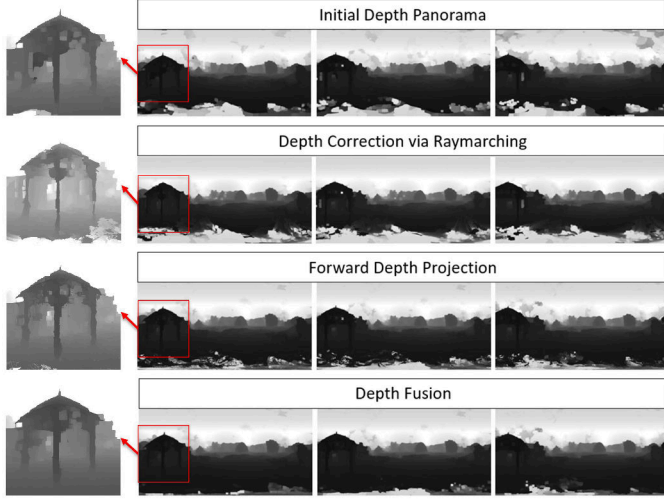 Initial Depth Panorama
Depth Correction via Raymarching
Forward Depth Projection
Depth Fusion